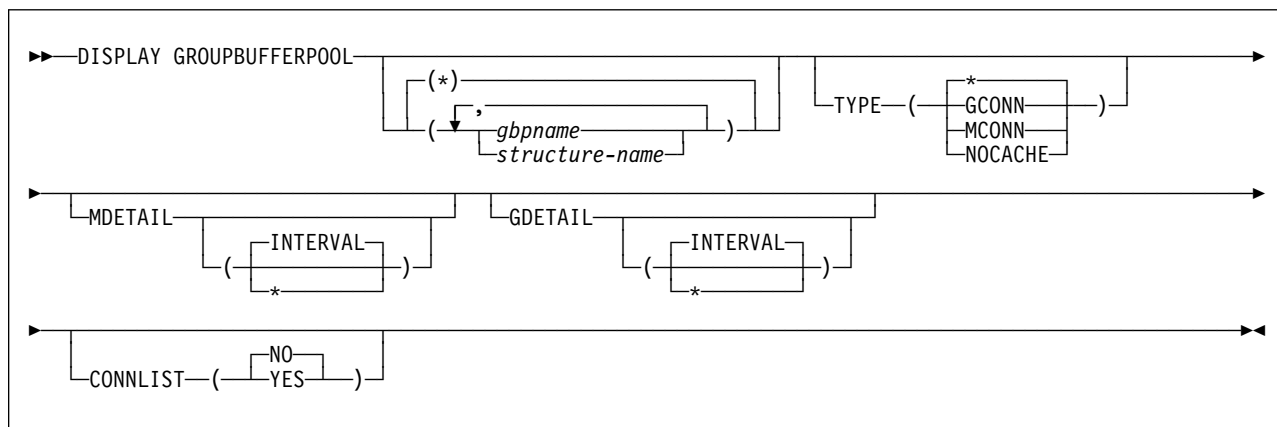 DISPLAY GROUPBUFFERPOOL
(*)
,
( gbpname )
structure-name
*
TYPE ( GCONN )
MCONN
NOCACHE
MDETAIL GDETAIL
INTERVAL INTERVAL
( ) ( )
* *
NO
CONNLIST ( YES )